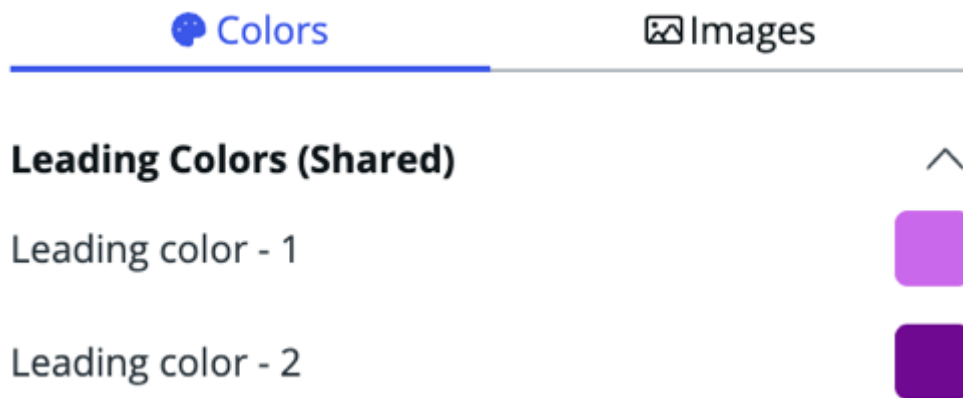 Colors Images
Leading Colors (Shared)
Leading color - 1
Leading color - 2